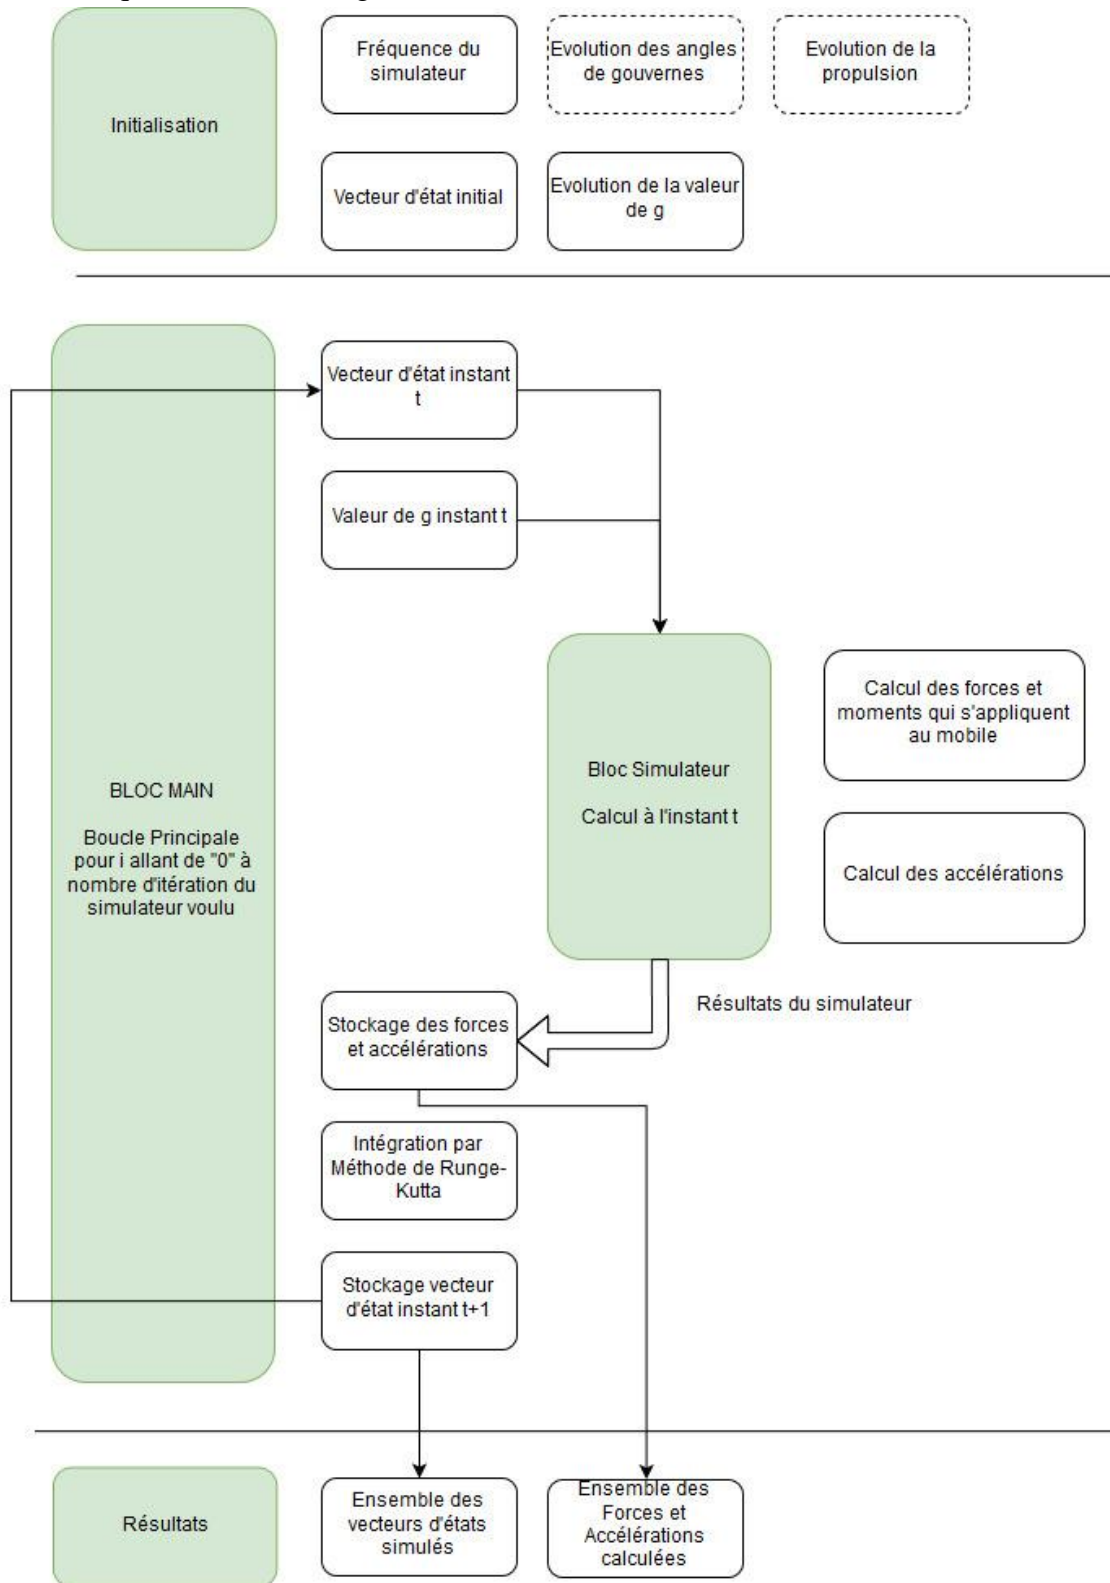 Fréquence du
simulateur
Evolution des angles
de gouvernes
Evolution de la
propulsion
Initialisation
Vecteur d'état initial
Evolution de la valeur
de g
Vecteur d'état instant
t
Valeur de g instant t
Calcul des forces et
moments qui s'appliquent
au mobile
Bloc Simulateur
Calcul à l'instant t
BLOC MAIN
Boucle Principale
pour i allant de "0" à
nombre d'itération du
simulateur voulu
Calcul des accélérations
Résultats du simulateur
Stockage des forces
et accélérations
Intégration par
Méthode de Runge-
Kutta
Stockage vecteur
d'état instant t+1
Résultats
Ensemble des
vecteurs d'états
simulés
Ensemble des
Forces et
Accélérations
calculées